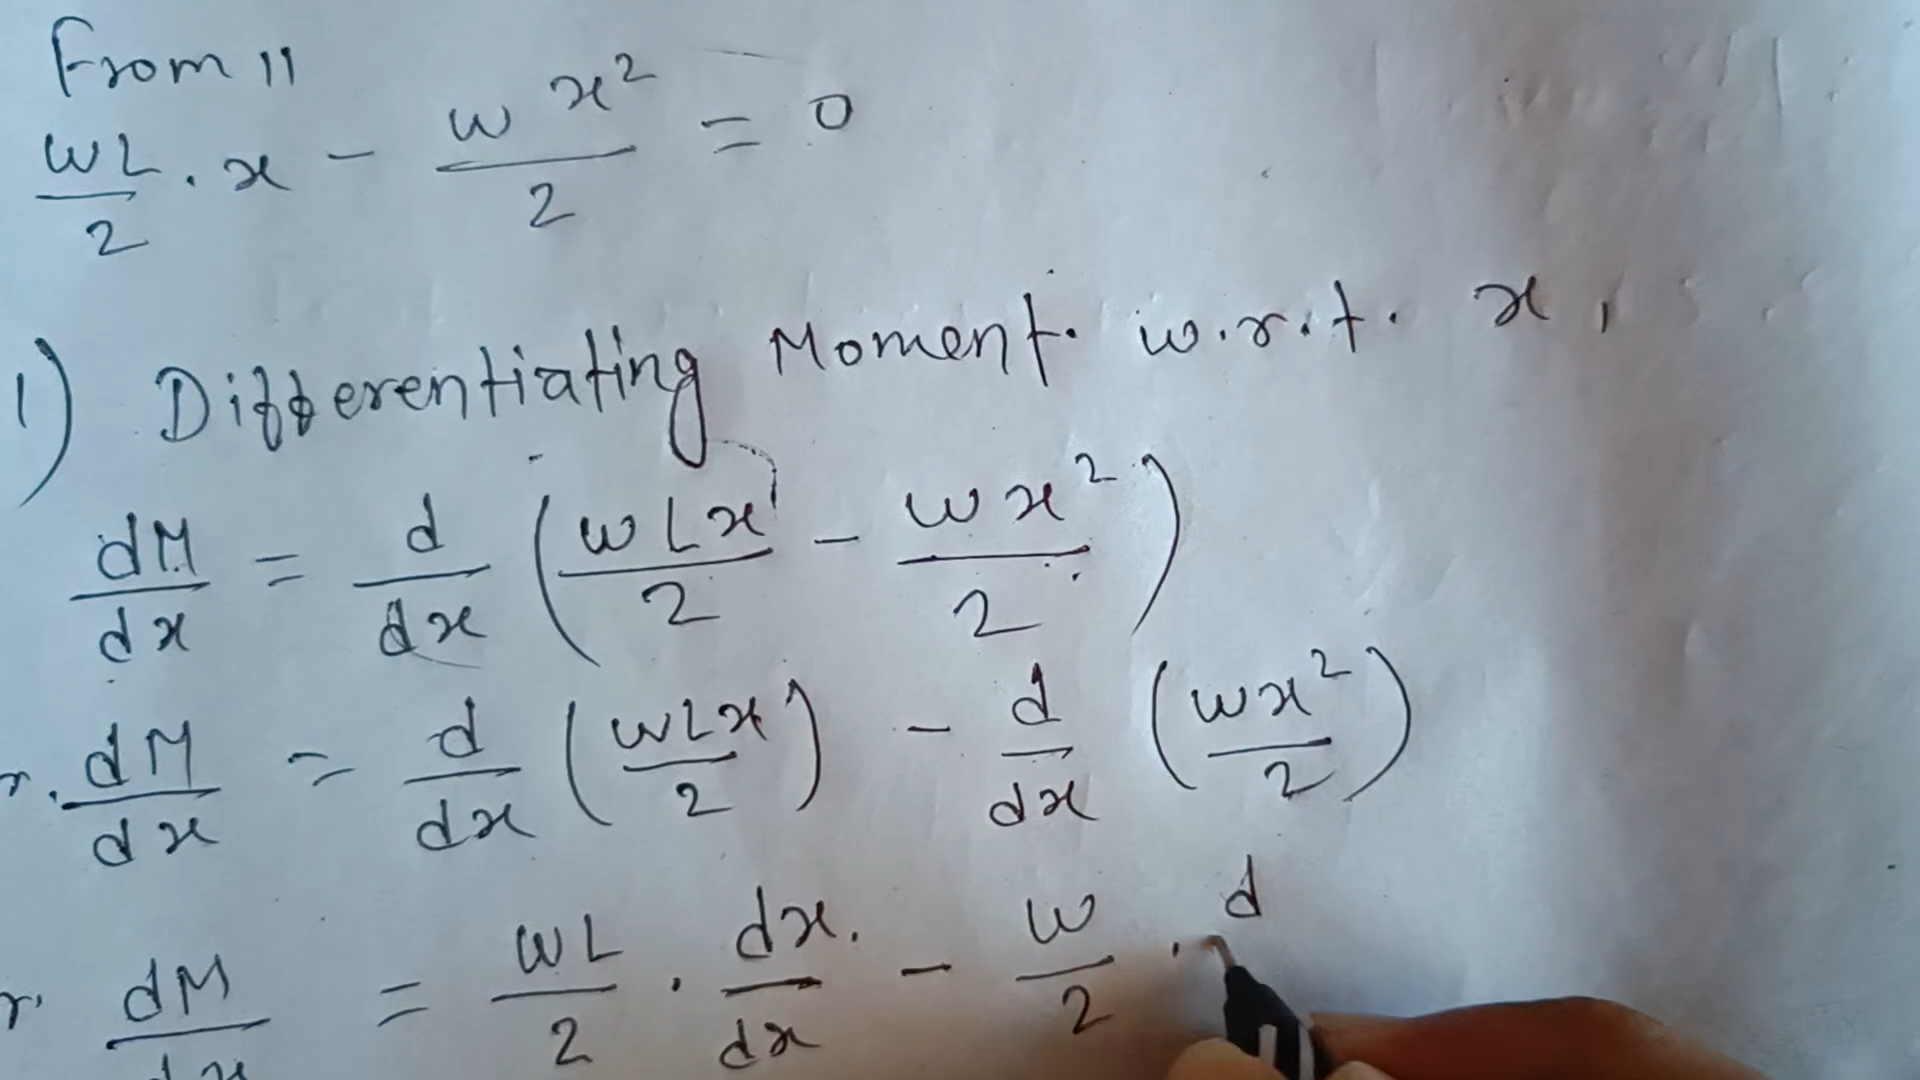 From 11
WL/2 . x - w x²/2 = 0
1) Differentiating Moment. w.r.t. x,
dM/dx = d/dx (wLx/2 - wx²/2)
r. dM/dx = d/dx (wLx/2) - d/dx (wx²/2)
r. dM/dx = WL/2 . dx/dx . - w/2 . d